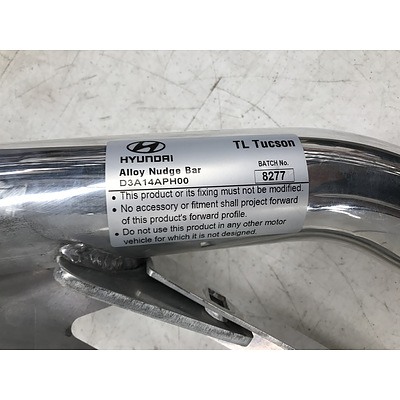 HYUNDAI
TL Tucson
Alloy Nudge Bar
BATCH No.
D3A14APH00
8277
• This product or its fixing must not be modified.
• No accessory or fitment shall project forward
of this product's forward profile.
• Do not use this product in any other motor
vehicle for which it is not designed.